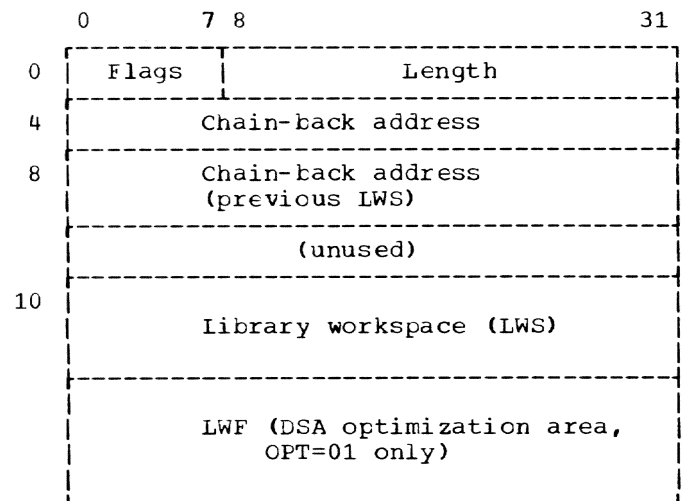 0 7 8 31
0 Flags Length
4 Chain-back address
8 Chain-back address
(previous LWS)
(unused)
10
Library workspace (LWS)
LWF (DSA optimization area,
OPT=01 only)